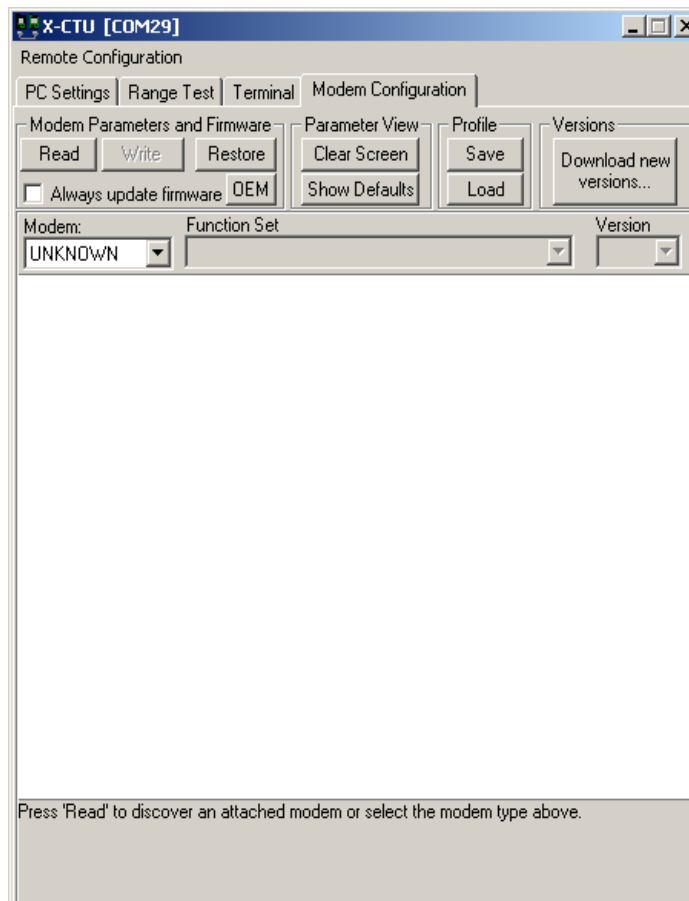 X-CTU [COM29]
Remote Configuration
PC Settings Range Test Terminal Modem Configuration
Modem Parameters and Firmware Parameter View Profile Versions
Read Write Restore Clear Screen Save Download new versions...
Always update firmware OEM Show Defaults Load
Modem: Function Set Version
UNKNOWN
Press 'Read' to discover an attached modem or select the modem type above.